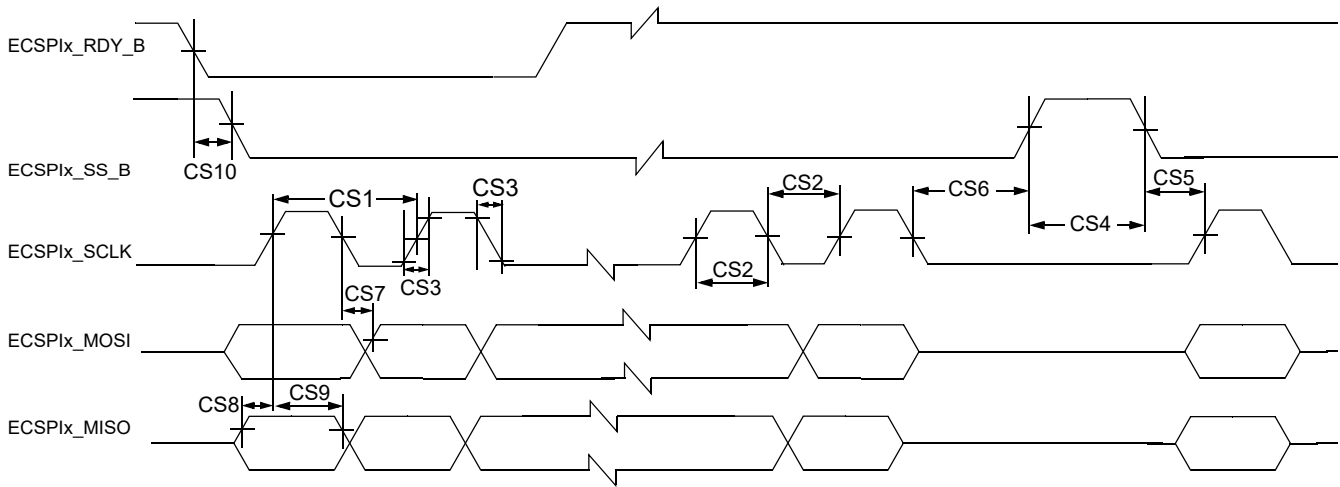 ECSPIx_RDY_B
CS10
ECSPIx_SS_B
CS1
CS3
CS2
CS6
CS5
CS4
ECSPIx_SCLK
CS3
CS2
CS7
ECSPIx_MOSI
CS8
CS9
ECSPIx_MISO